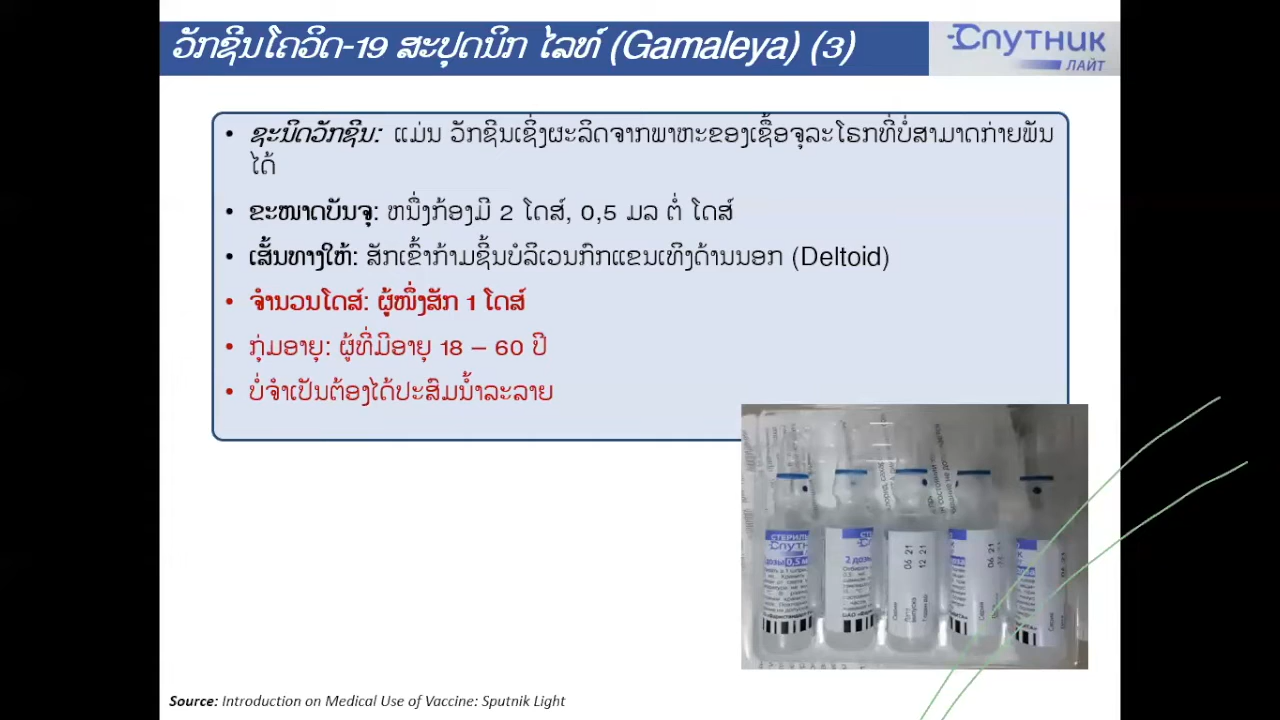 ວັກຊີນໂຄວິດ-19 ສະປຸດນິກ ໄລທ໌ (Gamaleya) (3)
Спутник
ЛАЙТ
• ຊະນິດວັກຊີນ: ແມ່ນ ວັກຊີນເຊິ່ງຜະລິດຈາກພາຫະຂອງເຊື້ອຈຸລະໂຣກທີ່ບໍ່ສາມາດກ່າຍພັນ
ໄດ້
• ຂະໜາດບັນຈຸ: ຫນຶ່ງກ້ອງມີ 2 ໂດສ໌, 0,5 ມລ ຕໍ່ ໂດສ໌
• ເສັ້ນທາງໃຫ້: ສັກເຂົ້າກ້າມຊີ້ນບໍລິເວນກົກແຂນເທິງດ້ານນອກ (Deltoid)
• ຈຳນວນໂດສ໌: ຜູ້ໜຶ່ງສັກ 1 ໂດສ໌
• ກຸ່ມອາຍຸ: ຜູ້ທີ່ມີອາຍຸ 18 – 60 ປີ
• ບໍ່ຈຳເປັນຕ້ອງໄດ້ປະສົມນ້ຳລະລາຍ
2 дозы
06 21
12 21
06 21
Source: Introduction on Medical Use of Vaccine: Sputnik Light